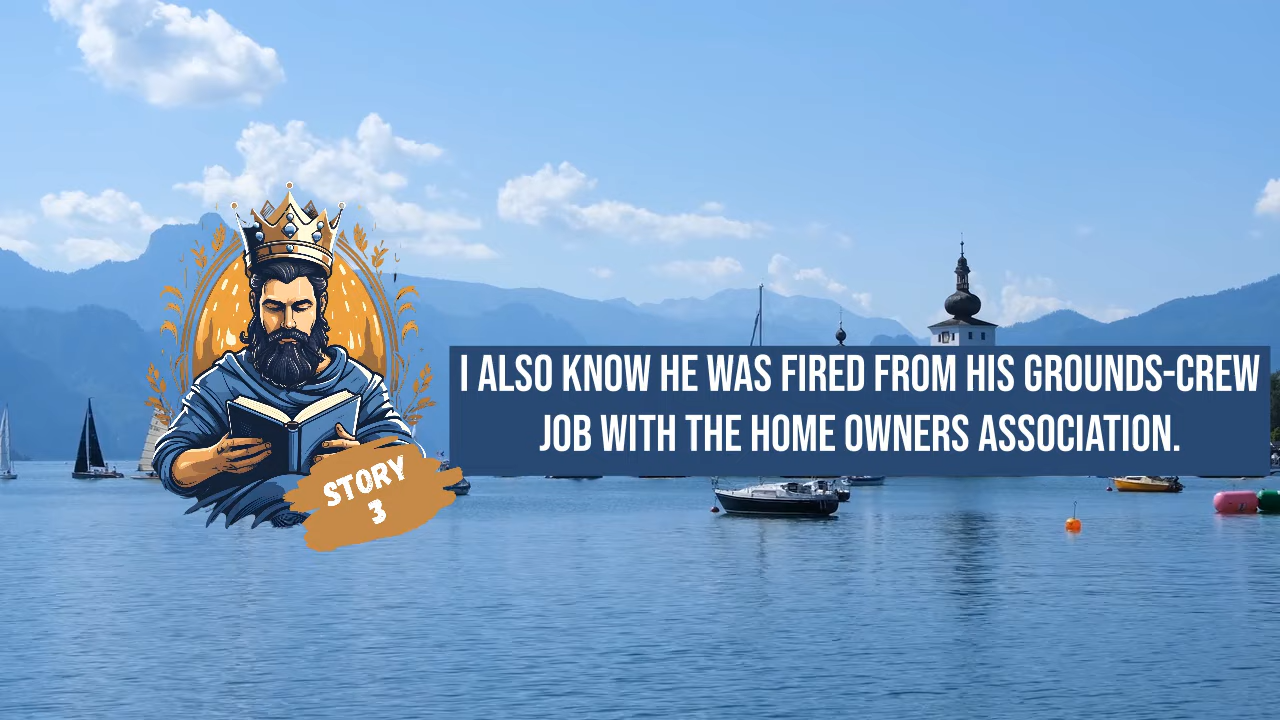 I ALSO KNOW HE WAS FIRED FROM HIS GROUNDS-CREW
JOB WITH THE HOME OWNERS ASSOCIATION.
STORY
3